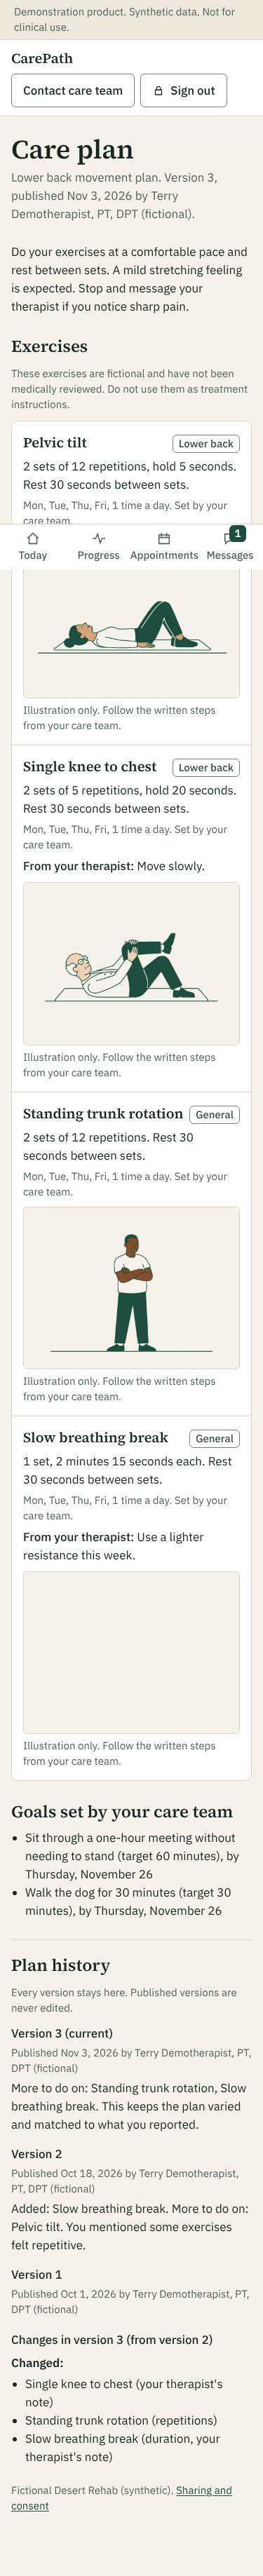 Demonstration product. Synthetic data. Not for
clinical use.
CarePath
Contact care team
Sign out
Care plan
Lower back movement plan. Version 3,
published Nov 3, 2026 by Terry
Demotherapist, PT, DPT (fictional).
Do your exercises at a comfortable pace and
rest between sets. A mild stretching feeling
is expected. Stop and message your
therapist if you notice sharp pain.
Exercises
These exercises are fictional and have not been
medically reviewed. Do not use them as treatment
instructions.
Pelvic tilt
Lower back
2 sets of 12 repetitions, hold 5 seconds.
Rest 30 seconds between sets.
Mon, Tue, Thu, Fri, 1 time a day. Set by your
care team.
1
Today
Progress
Appointments
Messages
Illustration only. Follow the written steps
from your care team.
Single knee to chest
Lower back
2 sets of 5 repetitions, hold 20 seconds.
Rest 30 seconds between sets.
Mon, Tue, Thu, Fri, 1 time a day. Set by your
care team.
From your therapist: Move slowly.
Illustration only. Follow the written steps
from your care team.
Standing trunk rotation
General
2 sets of 12 repetitions. Rest 30
seconds between sets.
Mon, Tue, Thu, Fri, 1 time a day. Set by your
care team.
Illustration only. Follow the written steps
from your care team.
Slow breathing break
General
1 set, 2 minutes 15 seconds each. Rest
30 seconds between sets.
Mon, Tue, Thu, Fri, 1 time a day. Set by your
care team.
From your therapist: Use a lighter
resistance this week.
Illustration only. Follow the written steps
from your care team.
Goals set by your care team
Sit through a one-hour meeting without
needing to stand (target 60 minutes), by
Thursday, November 26
Walk the dog for 30 minutes (target 30
minutes), by Thursday, November 26
Plan history
Every version stays here. Published versions are
never edited.
Version 3 (current)
Published Nov 3, 2026 by Terry Demotherapist, PT,
DPT (fictional)
More to do on: Standing trunk rotation, Slow
breathing break. This keeps the plan varied
and matched to what you reported.
Version 2
Published Oct 18, 2026 by Terry Demotherapist,
PT, DPT (fictional)
Added: Slow breathing break. More to do on:
Pelvic tilt. You mentioned some exercises
felt repetitive.
Version 1
Published Oct 1, 2026 by Terry Demotherapist, PT,
DPT (fictional)
Changes in version 3 (from version 2)
Changed:
Single knee to chest (your therapist's
note)
Standing trunk rotation (repetitions)
Slow breathing break (duration, your
therapist's note)
Fictional Desert Rehab (synthetic). Sharing and
consent